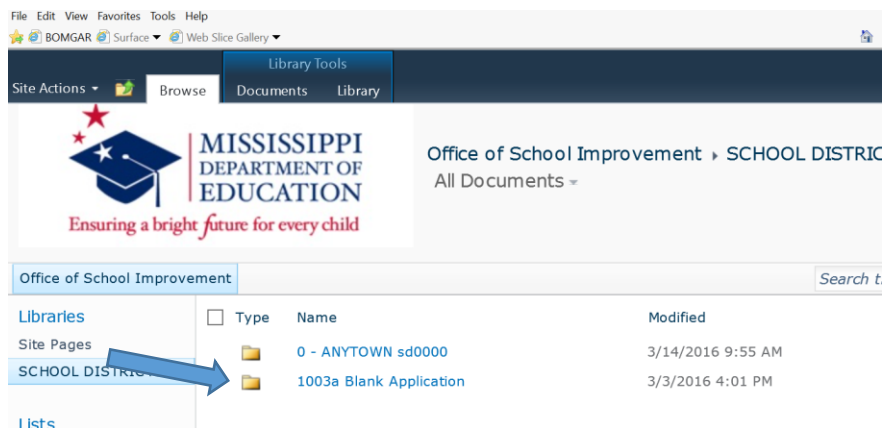 File Edit View Favorites Tools Help
BOMGAR Surface Web Slice Gallery
Library Tools
Site Actions Browse Documents Library
MISSISSIPPI
DEPARTMENT OF
EDUCATION
Ensuring a bright future for every child
Office of School Improvement SCHOOL DISTRIC
All Documents
Office of School Improvement
Search t
Libraries
Type Name Modified
Site Pages
0 - ANYTOWN sd0000 3/14/2016 9:55 AM
SCHOOL DISTRIC
1003a Blank Application 3/3/2016 4:01 PM
Lists